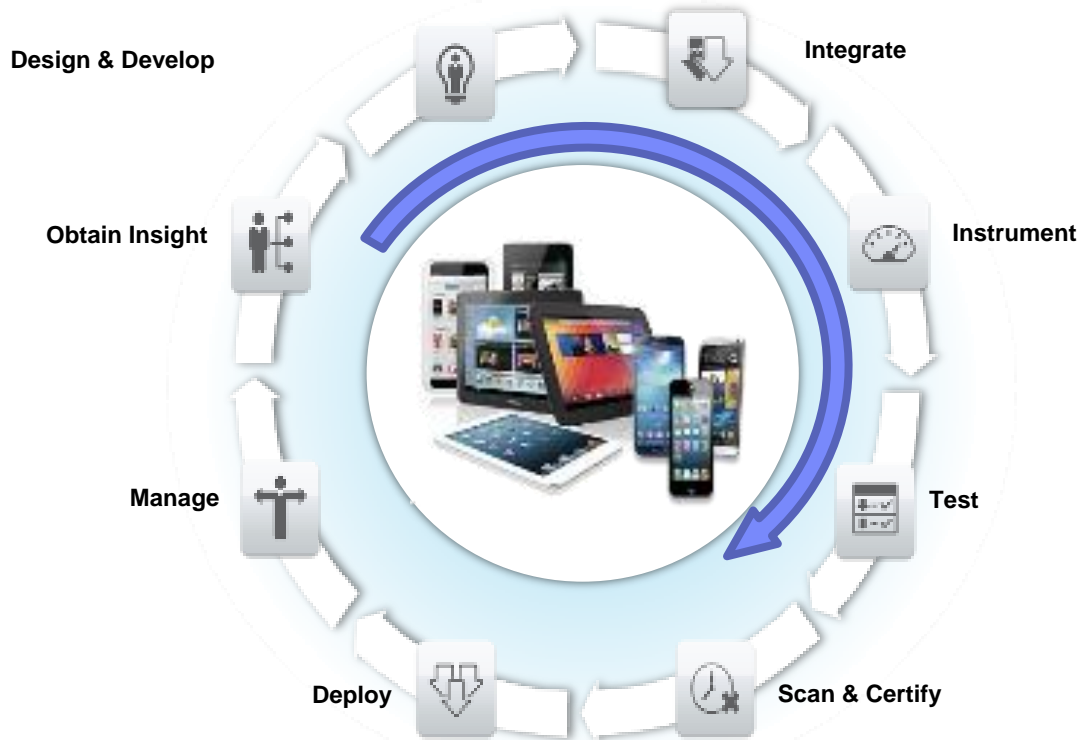 Design & Develop
Integrate
Obtain Insight
Instrument
Manage
Test
Deploy
Scan & Certify